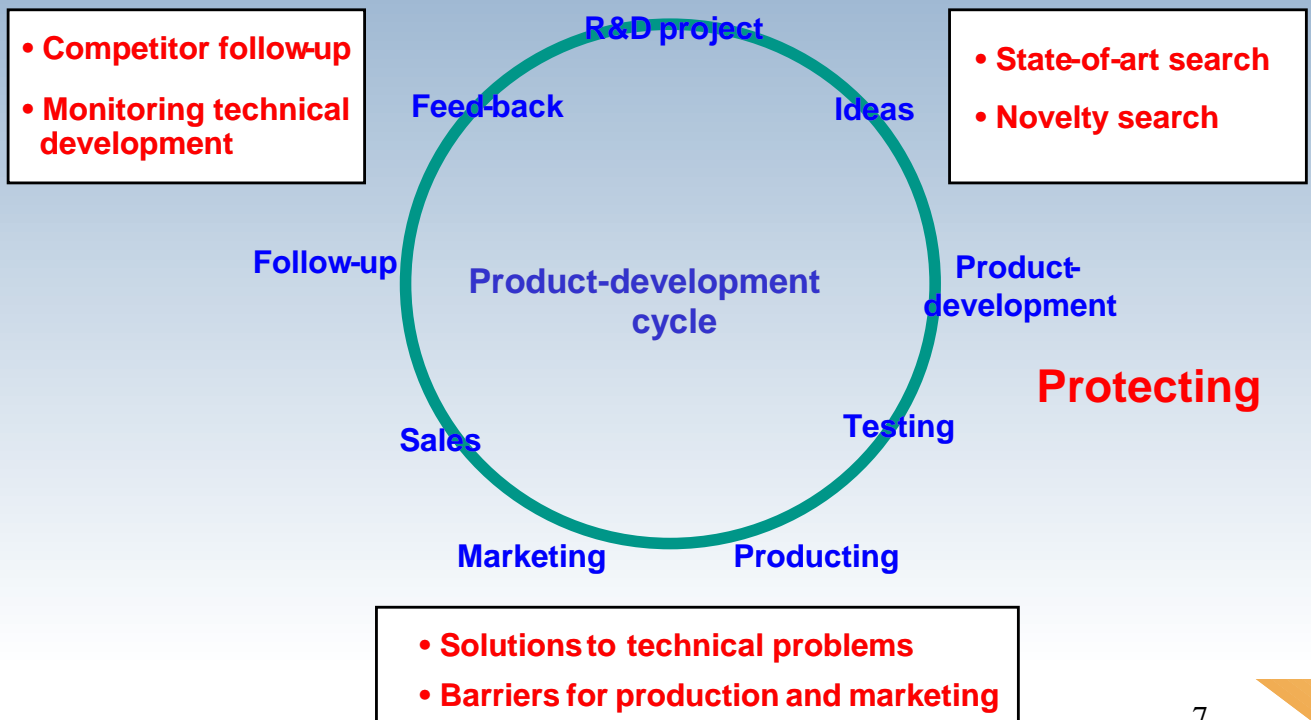 R&D project
• Competitor follow-up
• Monitoring technical
development
• State-of-art search
• Novelty search
Feed-back
Ideas
Follow-up
Product-development
cycle
Product-
development
Protecting
Sales
Testing
Marketing
Producting
• Solutions to technical problems
• Barriers for production and marketing
7